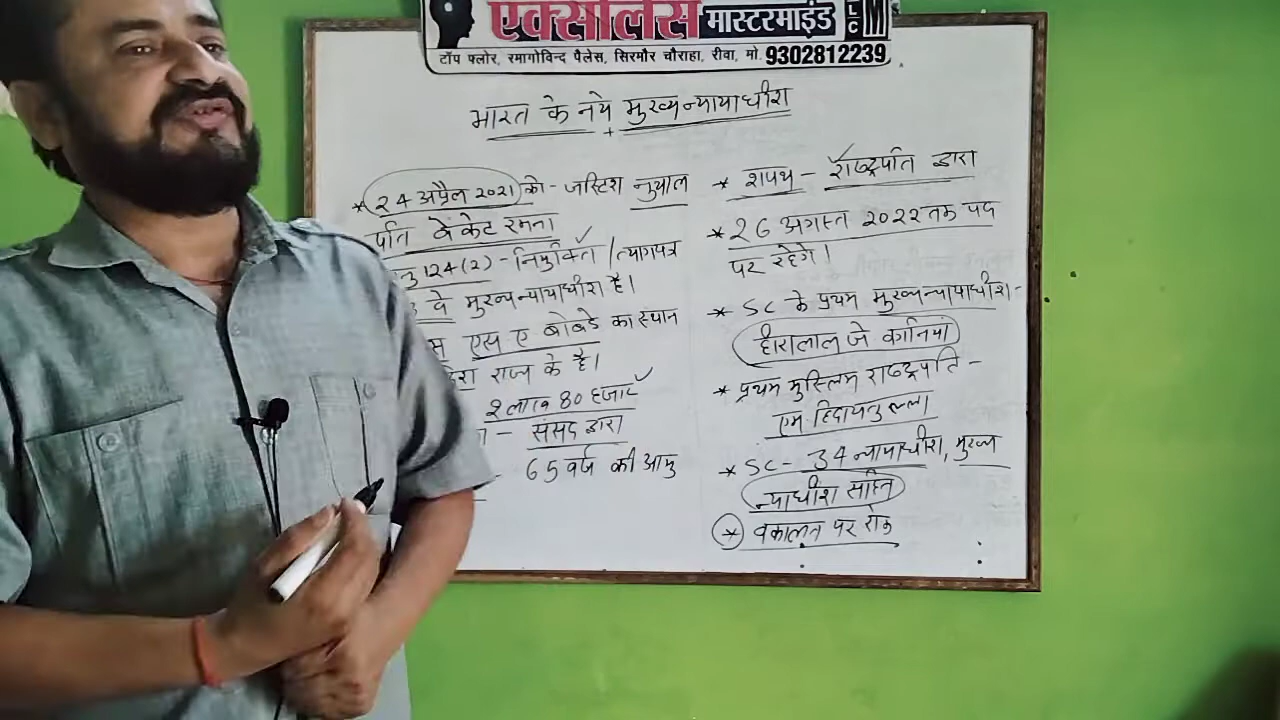 एक्सीलेंस मास्टरमाइंड
टॉप फ्लोर, रमागोविन्द पैलेस, सिरमौर चौराहा, रीवा, मो. 9302812239
भारत के नये मुख्यन्यायाधीश
* 24 अप्रैल 2021 को - जस्टिश नुथाल
पति वेंकेट रमना
124(2) - नियुक्ति / त्यागपत्र
वे मुख्यन्यायाधीश है।
एस ए बोबडे का स्थान
राज्य के है।
2 लाख 80 हजार
- संसद द्वारा
65 वर्ष की आयु
* शपथ - राष्ट्रपति द्वारा
* 26 अगस्त 2022 तक पद
पर रहेगे।
* SC के प्रथम मुख्यन्यायाधीश -
हीरालाल जे कानियां
* प्रथम मुस्लिम राष्ट्रपति -
एम. हिदायतुल्ला
* SC - 34 न्यायाधीश, मुख्य
न्याधीश सहित
* वकालत पर रोक